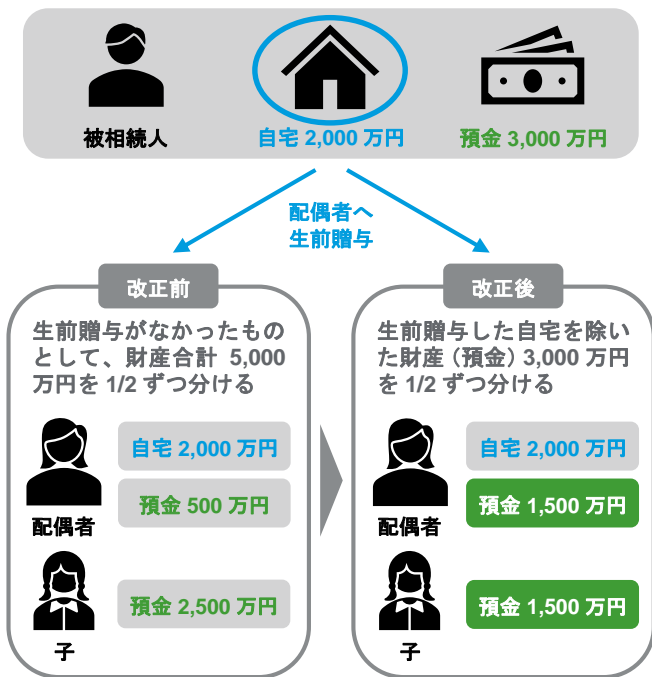 被相続人
自宅 2,000 万円
預金 3,000 万円
配偶者へ
生前贈与
改正前
生前贈与がなかったもの
として、財産合計 5,000
万円を 1/2 ずつ分ける
自宅 2,000 万円
預金 500 万円
配偶者
預金 2,500 万円
子
改正後
生前贈与した自宅を除い
た財産（預金）3,000 万円
を 1/2 ずつ分ける
自宅 2,000 万円
預金 1,500 万円
配偶者
預金 1,500 万円
子